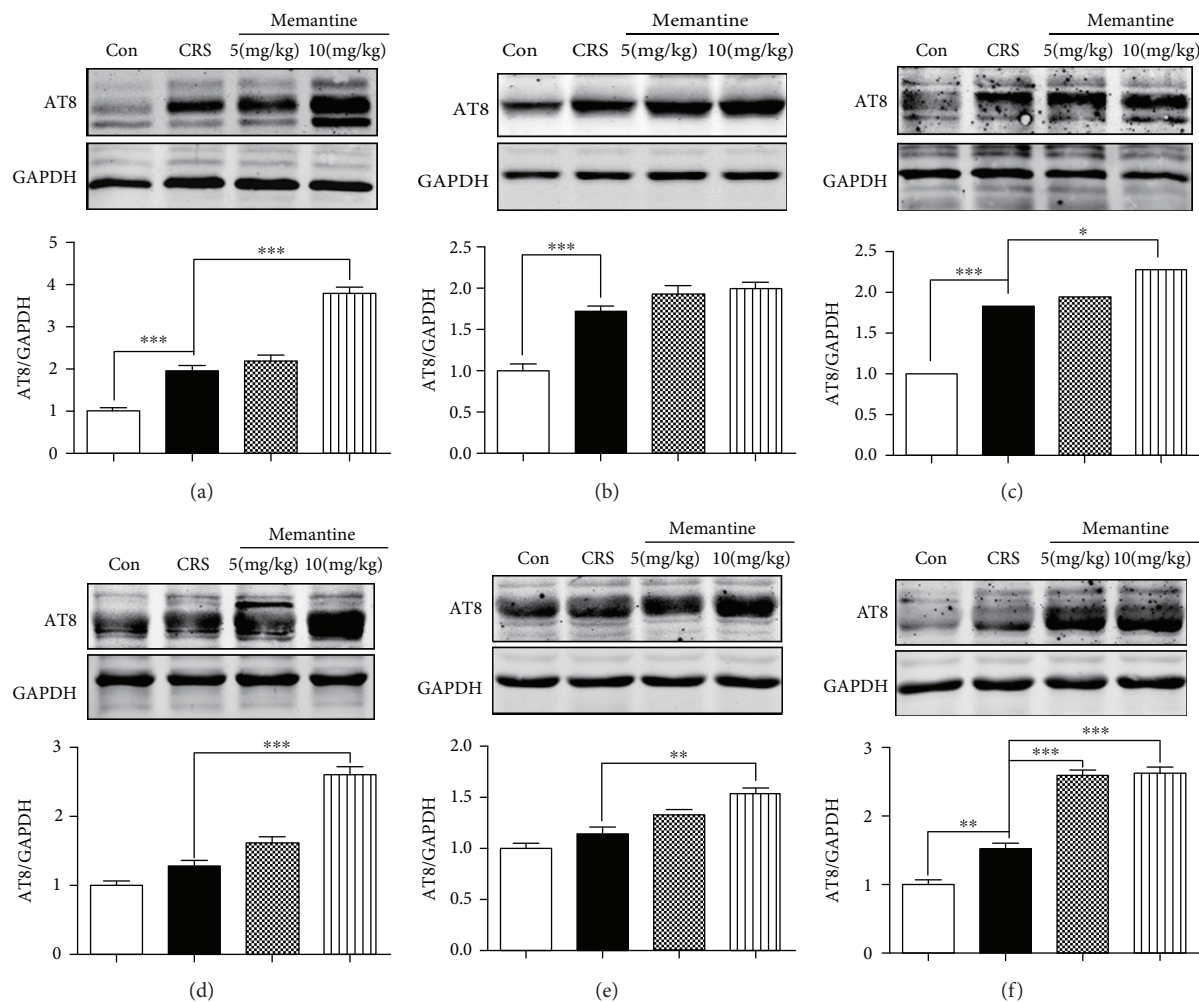 Memantine
Con CRS 5(mg/kg) 10(mg/kg)
AT8
GAPDH
AT8/GAPDH
5
4
3
2
1
0
***
***
(a)
Memantine
Con CRS 5(mg/kg) 10(mg/kg)
AT8
GAPDH
AT8/GAPDH
2.5
2.0
1.5
1.0
0.5
0.0
***
(b)
Memantine
Con CRS 5(mg/kg) 10(mg/kg)
AT8
GAPDH
AT8/GAPDH
2.5
2.0
1.5
1.0
0.5
0.0
***
*
(c)
Memantine
Con CRS 5(mg/kg) 10(mg/kg)
AT8
GAPDH
AT8/GAPDH
3
2
1
0
***
(d)
Memantine
Con CRS 5(mg/kg) 10(mg/kg)
AT8
GAPDH
AT8/GAPDH
2.0
1.5
1.0
0.5
0.0
**
(e)
Memantine
Con CRS 5(mg/kg) 10(mg/kg)
AT8
GAPDH
AT8/GAPDH
3
2
1
0
**
***
***
(f)